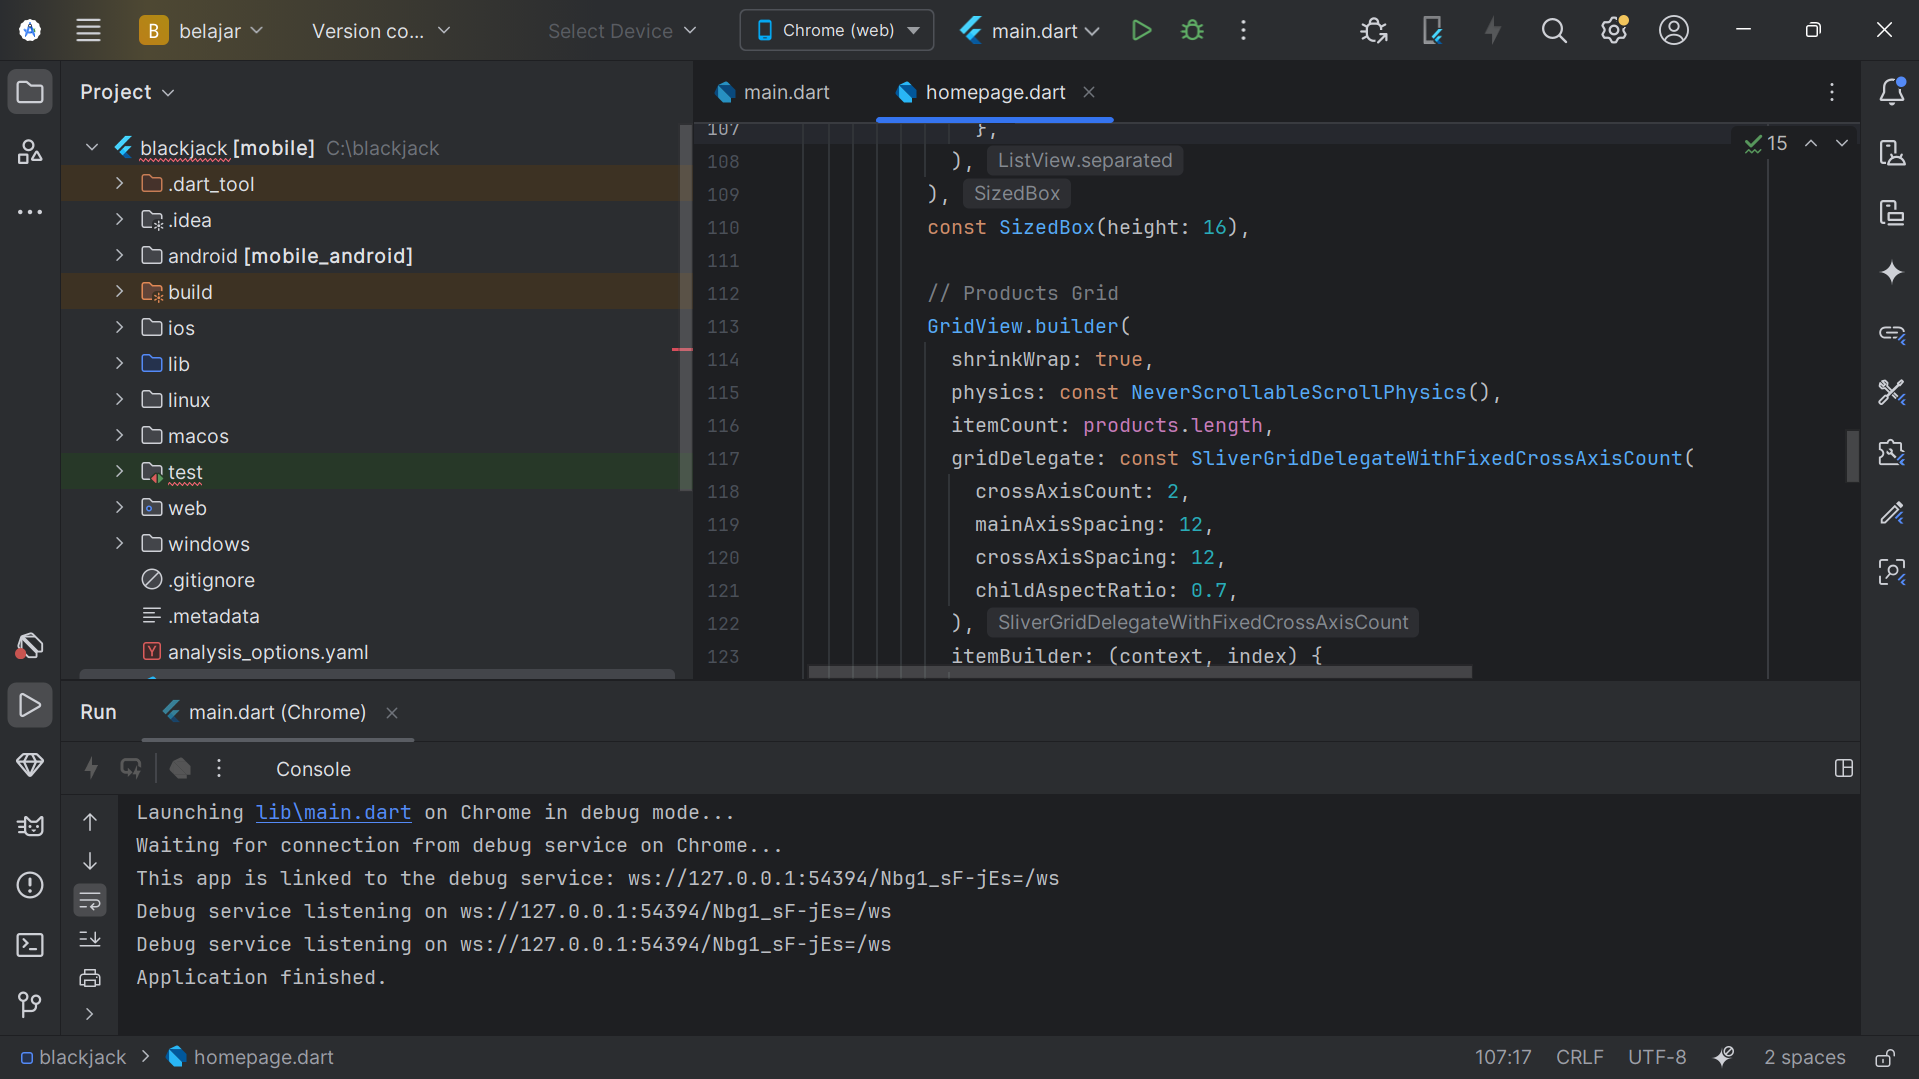 B belajar Version co... Select Device Chrome (web) main.dart
Project
main.dart homepage.dart
blackjack [mobile] C:\blackjack
.dart_tool
.idea
android [mobile_android]
build
ios
lib
linux
macos
test
web
windows
.gitignore
.metadata
analysis_options.yaml
15
107 },
108 ), ListView.separated
109 ), SizedBox
110 const SizedBox(height: 16),
111
112 // Products Grid
113 GridView.builder(
114 shrinkWrap: true,
115 physics: const NeverScrollableScrollPhysics(),
116 itemCount: products.length,
117 gridDelegate: const SliverGridDelegateWithFixedCrossAxisCount(
118 crossAxisCount: 2,
119 mainAxisSpacing: 12,
120 crossAxisSpacing: 12,
121 childAspectRatio: 0.7,
122 ), SliverGridDelegateWithFixedCrossAxisCount
123 itemBuilder: (context, index) {
Run main.dart (Chrome)
Console
Launching lib\main.dart on Chrome in debug mode...
Waiting for connection from debug service on Chrome...
This app is linked to the debug service: ws://127.0.0.1:54394/Nbg1_sF-jEs=/ws
Debug service listening on ws://127.0.0.1:54394/Nbg1_sF-jEs=/ws
Debug service listening on ws://127.0.0.1:54394/Nbg1_sF-jEs=/ws
Application finished.
blackjack > homepage.dart 107:17 CRLF UTF-8 2 spaces